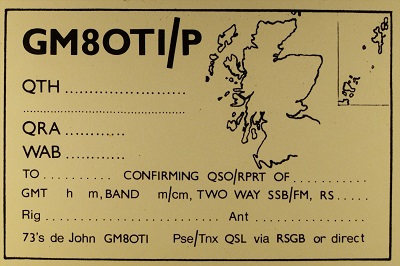 GM8OTI/P
QTH ......................
..............................
QRA ............
WAB ............
TO .......... CONFIRMING QSO/RPRT OF ..........
GMT h m, BAND m/cm, TWO WAY SSB/FM, RS .....
Rig .............................. Ant ......................
73's de John GM8OTI Pse/Tnx QSL via RSGB or direct